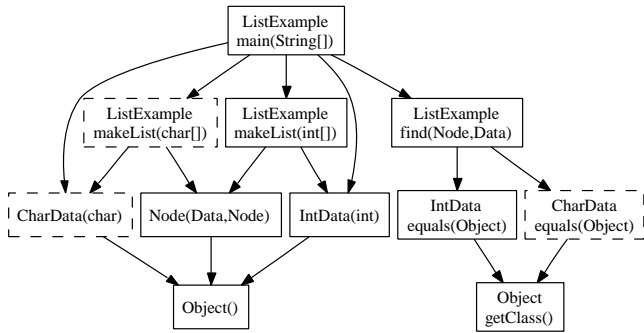 ListExample
main(String[])
ListExample
makeList(char[])
ListExample
makeList(int[])
ListExample
find(Node,Data)
CharData(char)
Node(Data,Node)
IntData(int)
IntData
equals(Object)
CharData
equals(Object)
Object()
Object
getClass()